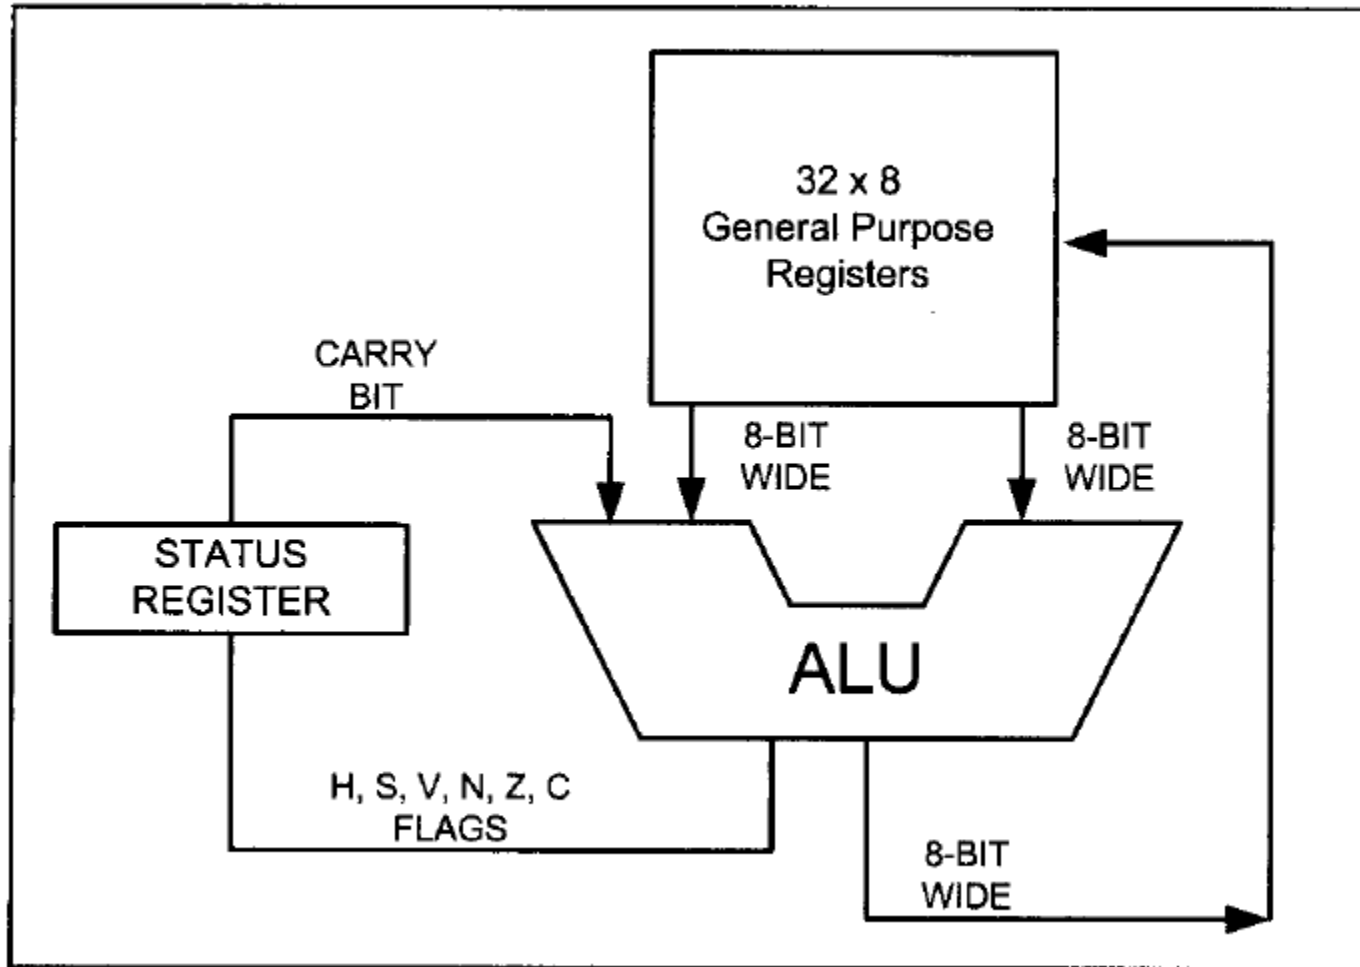 32 x 8
General Purpose
Registers
CARRY
BIT
8-BIT
WIDE
8-BIT
WIDE
STATUS
REGISTER
ALU
H, S, V, N, Z, C
FLAGS
8-BIT
WIDE